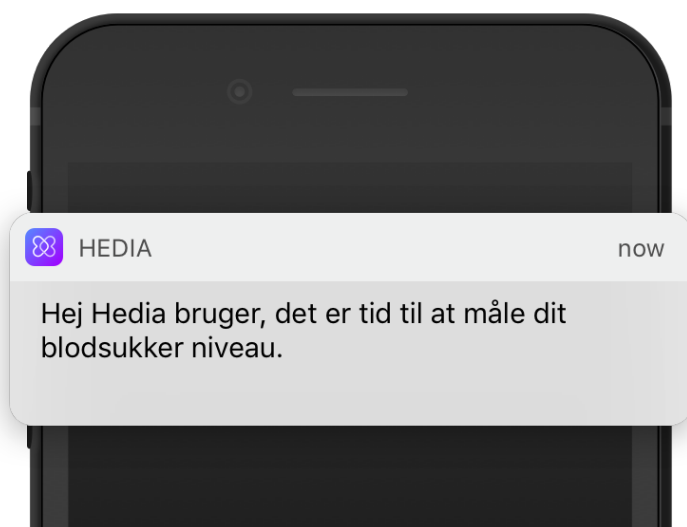 HEDIA now
Hej Hedia bruger, det er tid til at måle dit
blodsukker niveau.